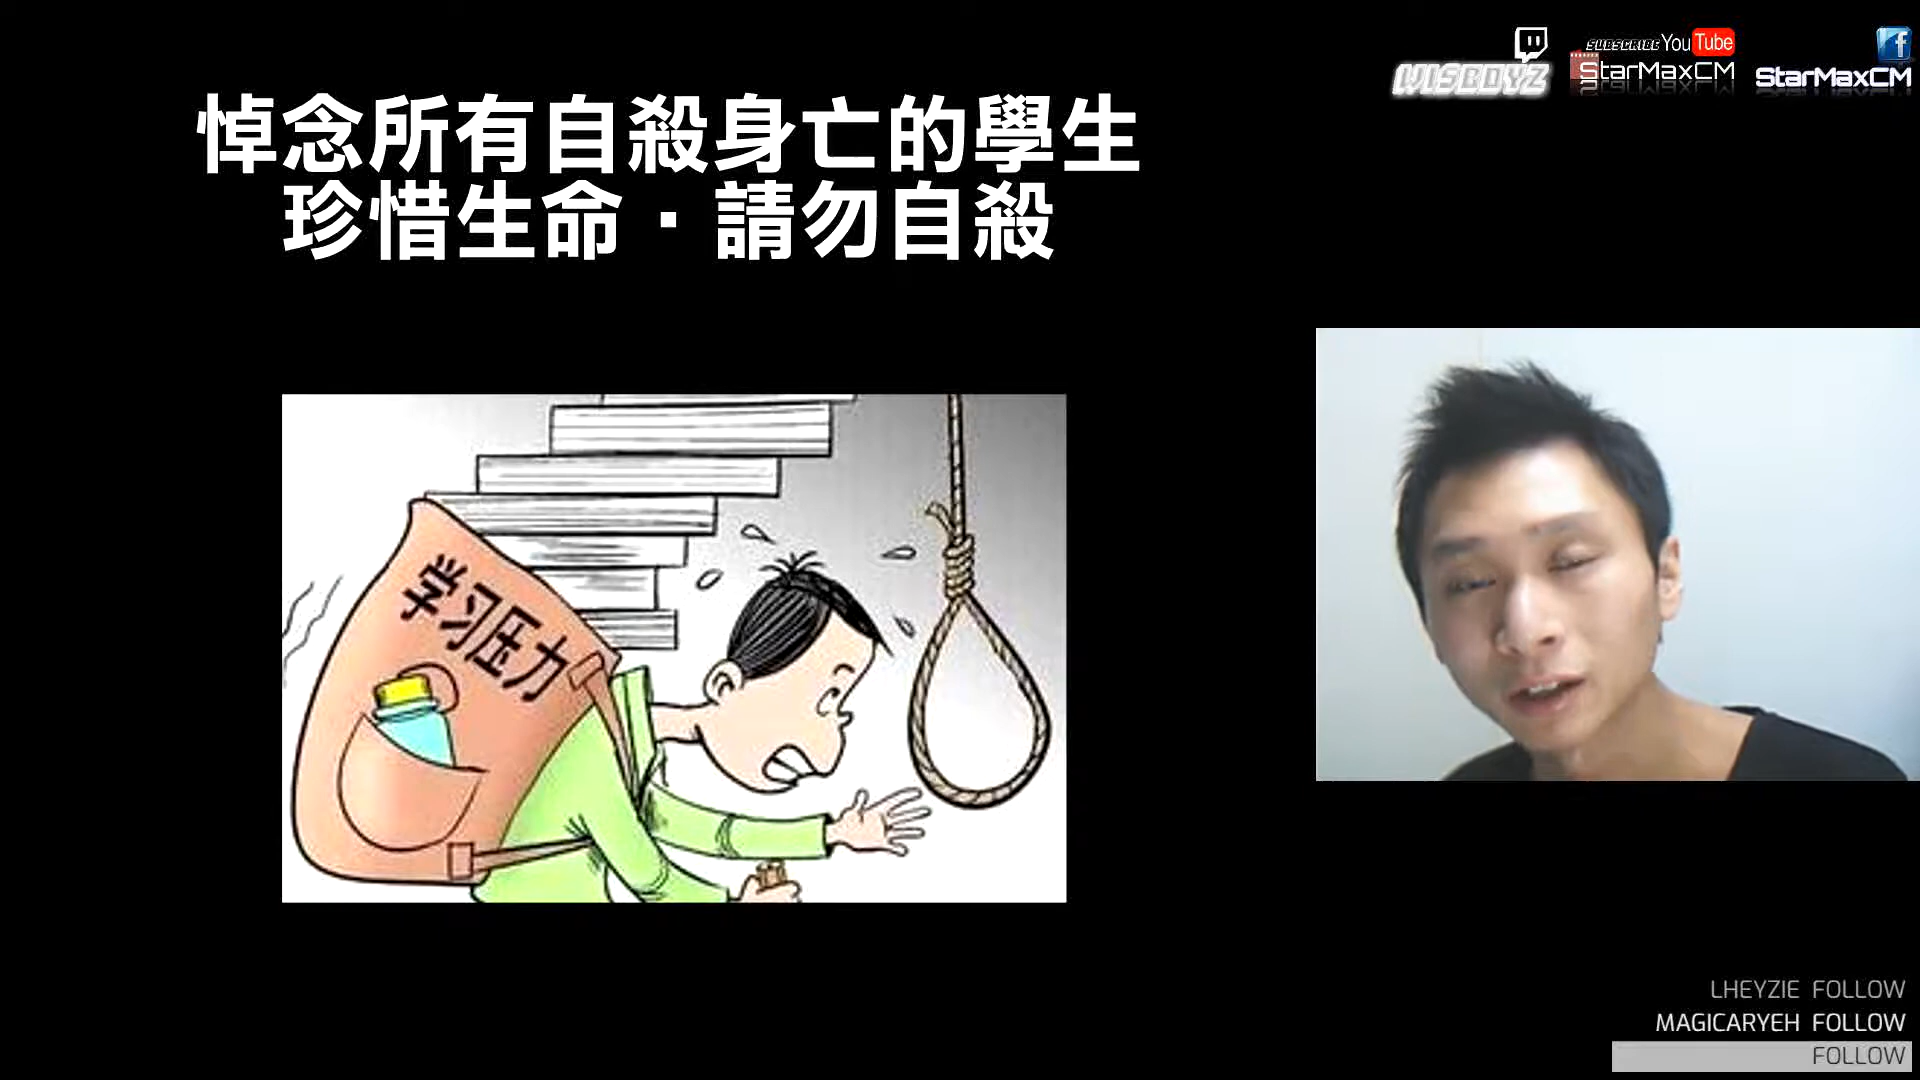 悼念所有自殺身亡的學生
珍惜生命·請勿自殺
WISBOYZ
SUBSCRIBE YouTube
StarMaxCM
StarMaxCM
学习压力
LHEYZIE FOLLOW
MAGICARYEH FOLLOW
FOLLOW